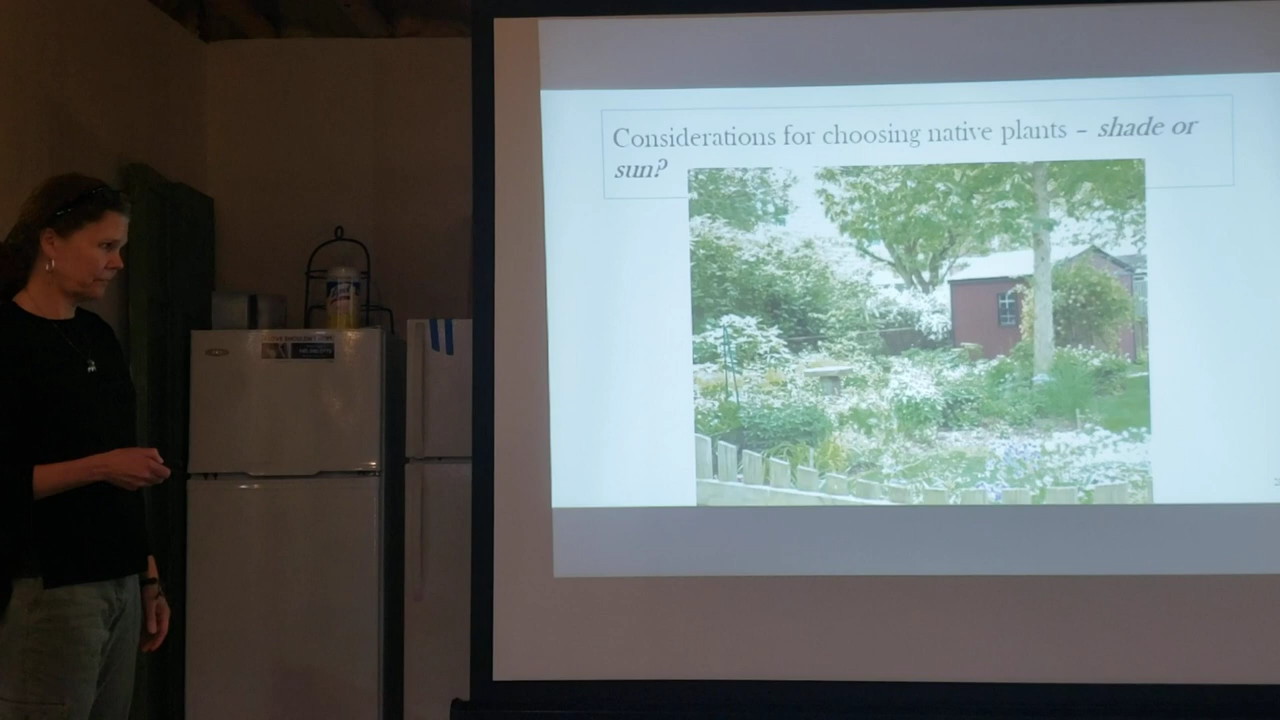 Considerations for choosing native plants – shade or
sun?